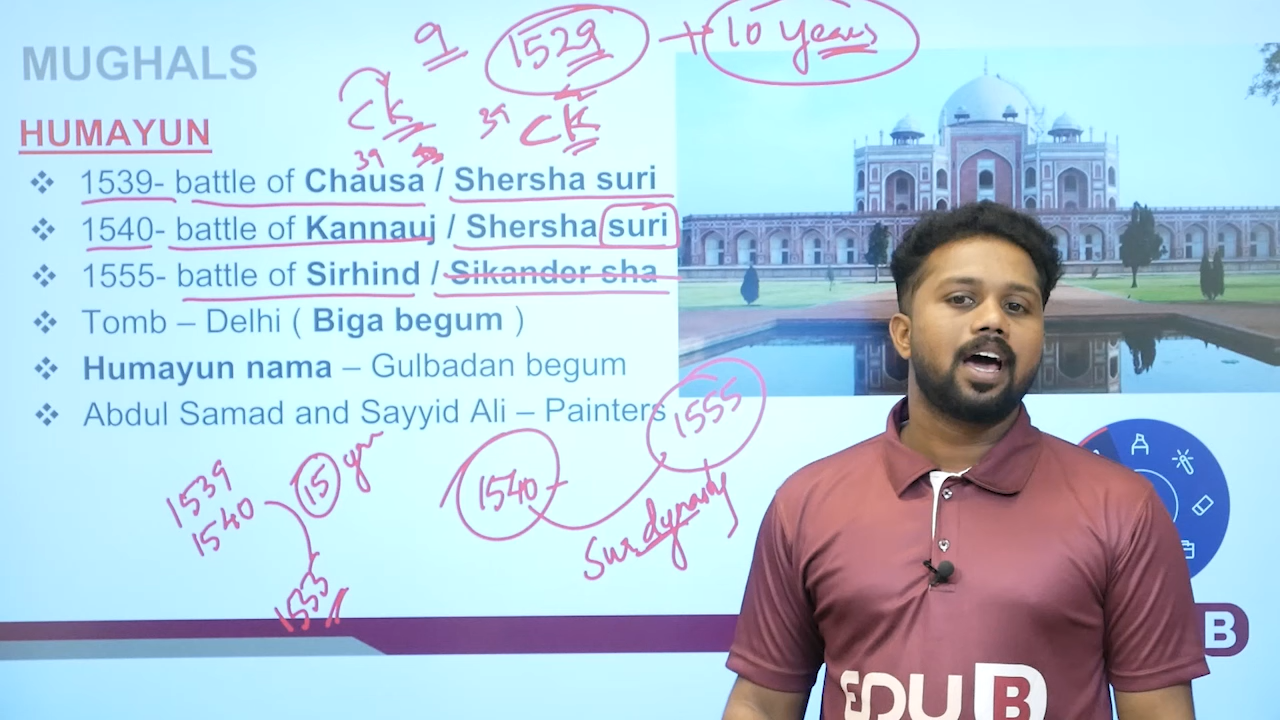 MUGHALS
9 1529 + 10 years
CK 39 CK
39
HUMAYUN
❖ 1539- battle of Chausa / Shersha suri
❖ 1540- battle of Kannauj / Shersha suri
❖ 1555- battle of Sirhind / Sikander sha
❖ Tomb – Delhi ( Biga begum )
❖ Humayun nama – Gulbadan begum
❖ Abdul Samad and Sayyid Ali – Painters
1539
1540
15
1540 - 1555
Sur dynasty
EDU B
B